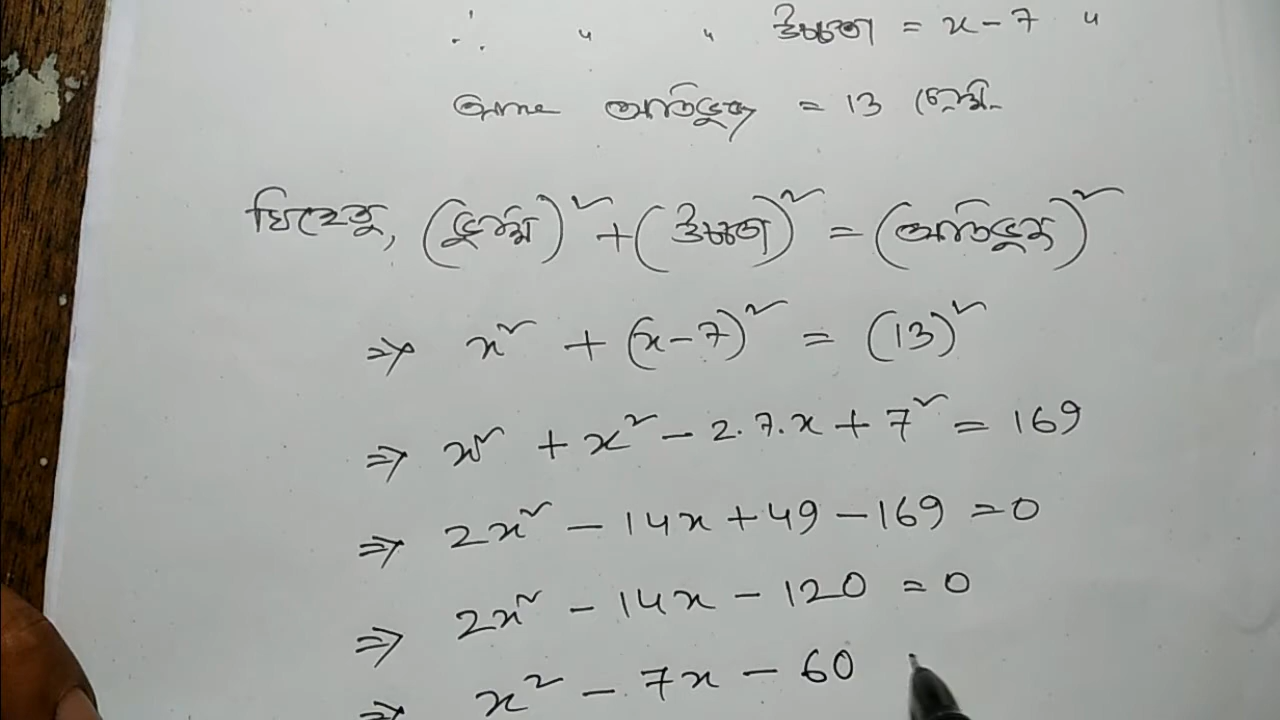 ∴ " " উচ্চতা = x - 7 "
অতিভুজ = 13 চে.মি.
যিহেতু, (ভূমি)² + (উচ্চতা)² = (অতিভুজ)²
⇒ x² + (x-7)² = (13)²
⇒ x² + x² - 2.7.x + 7² = 169
⇒ 2x² - 14x + 49 - 169 = 0
⇒ 2x² - 14x - 120 = 0
⇒ x² - 7x - 60